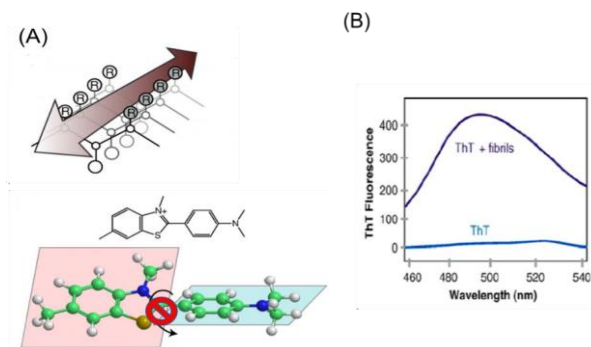 (A)
R
R
R
R
R
R
R
R
R
N+
S
N
(B)
ThT Fluorescence
400
300
200
100
0
ThT + fibrils
ThT
460
480
500
520
540
Wavelength (nm)